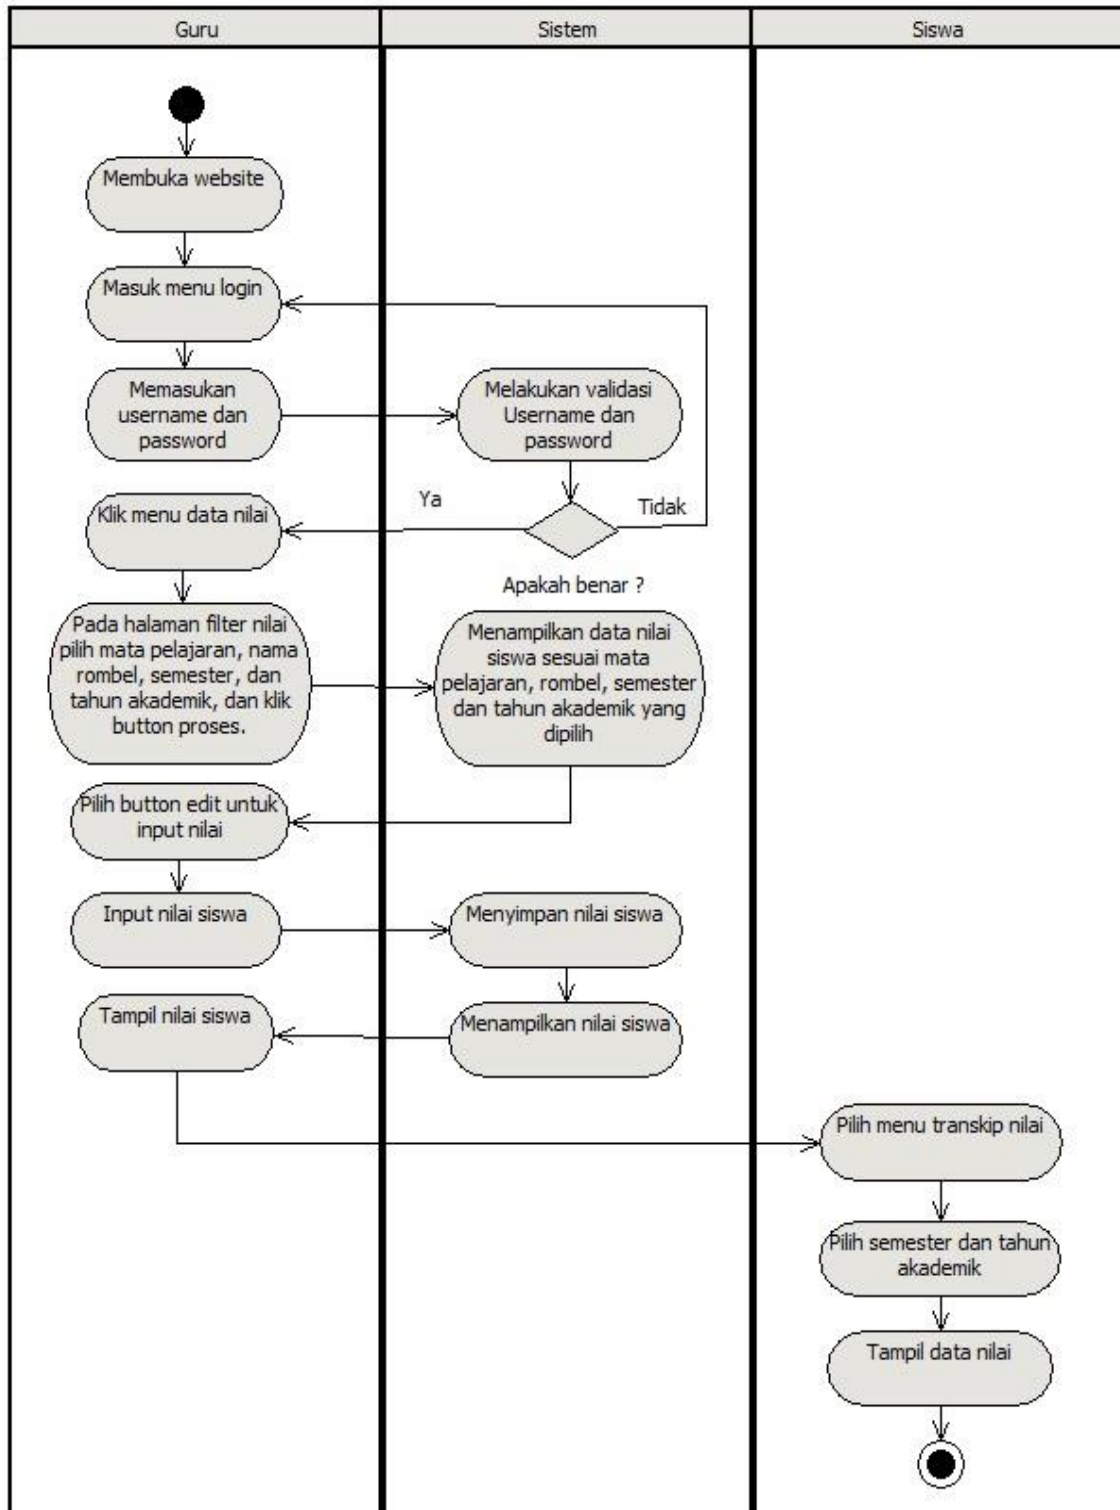 Guru
Sistem
Siswa
Membuka website
Masuk menu login
Memasukan
username dan
password
Melakukan validasi
Username dan
password
Ya
Tidak
Klik menu data nilai
Apakah benar ?
Pada halaman filter nilai
pilih mata pelajaran, nama
rombel, semester, dan
tahun akademik, dan klik
button proses.
Menampilkan data nilai
siswa sesuai mata
pelajaran, rombel, semester
dan tahun akademik yang
dipilih
Pilih button edit untuk
input nilai
Input nilai siswa
Menyimpan nilai siswa
Menampilkan nilai siswa
Tampil nilai siswa
Pilih menu transkip nilai
Pilih semester dan tahun
akademik
Tampil data nilai